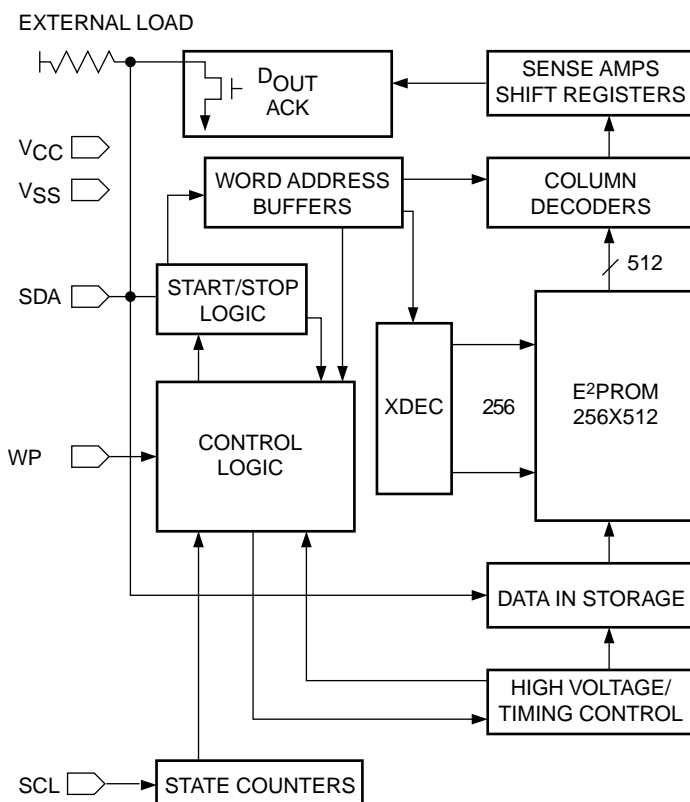 EXTERNAL LOAD
DOUT
ACK
SENSE AMPS
SHIFT REGISTERS
VCC
VSS
WORD ADDRESS
BUFFERS
COLUMN
DECODERS
512
SDA
START/STOP
LOGIC
XDEC
256
E2PROM
256X512
WP
CONTROL
LOGIC
DATA IN STORAGE
HIGH VOLTAGE/
TIMING CONTROL
SCL
STATE COUNTERS